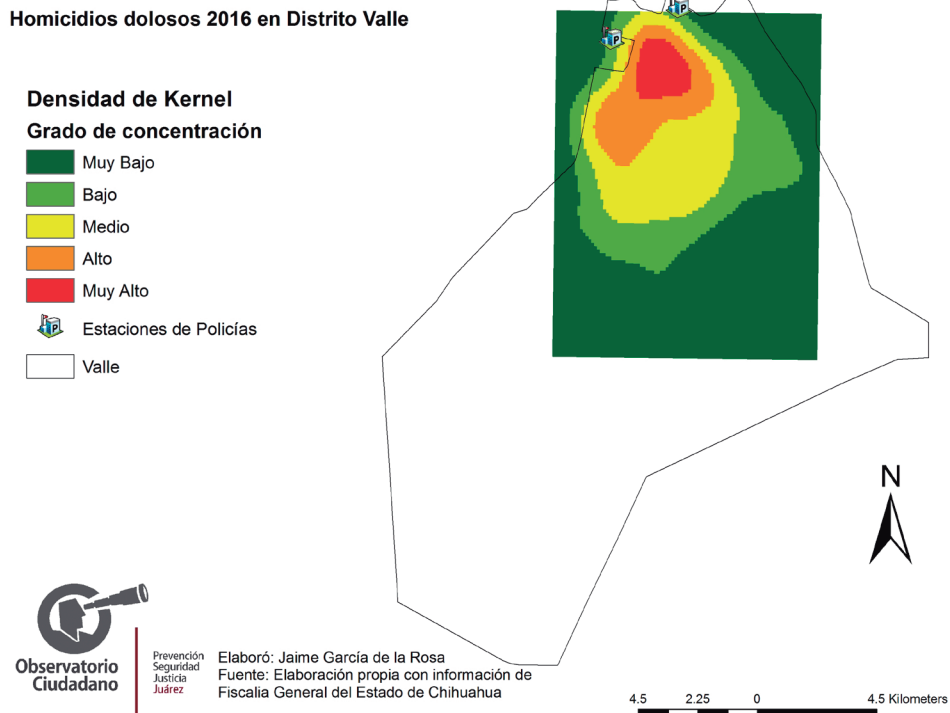 Homicidios dolosos 2016 en Distrito Valle
Densidad de Kernel
Grado de concentración
Muy Bajo
Bajo
Medio
Alto
Muy Alto
P
Estaciones de Policías
Valle
P
P
N
Observatorio
Ciudadano
Prevención
Seguridad
Justicia
Juárez
Elaboró: Jaime García de la Rosa
Fuente: Elaboración propia con información de
Fiscalia General del Estado de Chihuahua
4.5 2.25 0 4.5 Kilometers